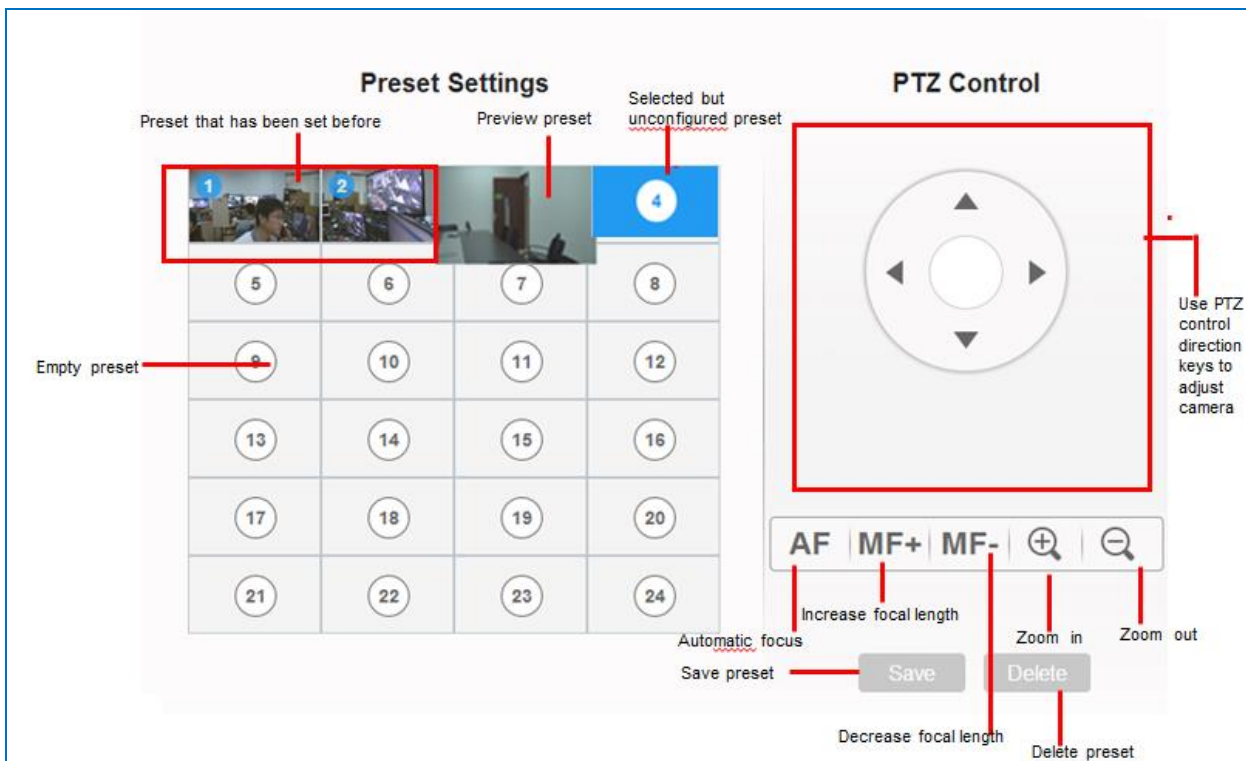 Preset Settings
PTZ Control
Preset that has been set before
Preview preset
Selected but
unconfigured preset
1
2
4
5
6
7
8
Empty preset
9
10
11
12
Use PTZ
control
direction
keys to
adjust
camera
13
14
15
16
17
18
19
20
AF MF+ MF-
21
22
23
24
Increase focal length
Automatic focus
Zoom in
Zoom out
Save preset
Save
Delete
Decrease focal length
Delete preset